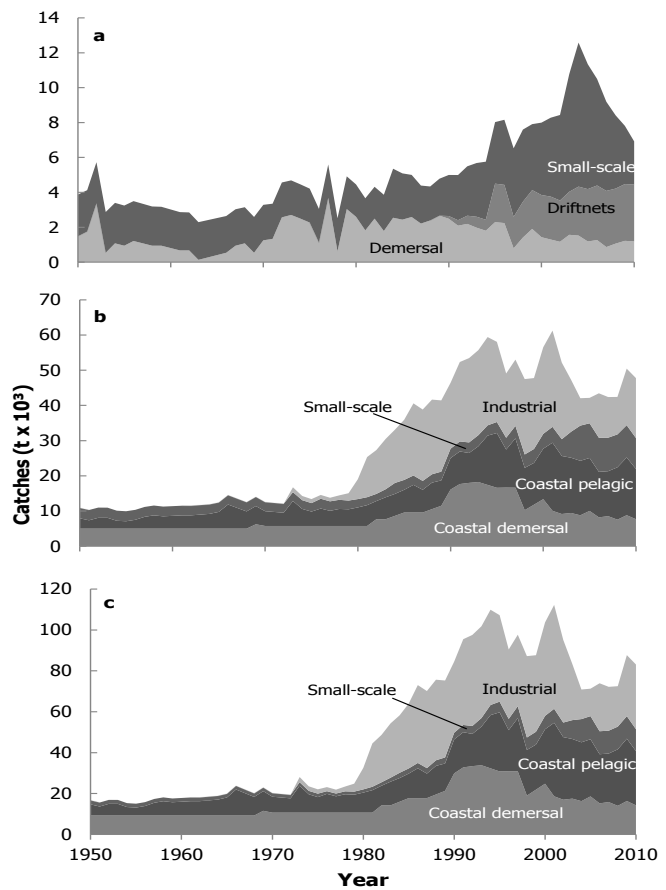 14
12
10
8
6
4
2
0
a
Small-scale
Driftnets
Demersal
70
60
50
40
30
20
10
0
b
Small-scale
Industrial
Coastal pelagic
Coastal demersal
Catches (t x 10³)
120
100
80
60
40
20
0
c
Small-scale
Industrial
Coastal pelagic
Coastal demersal
1950 1960 1970 1980 1990 2000 2010
Year